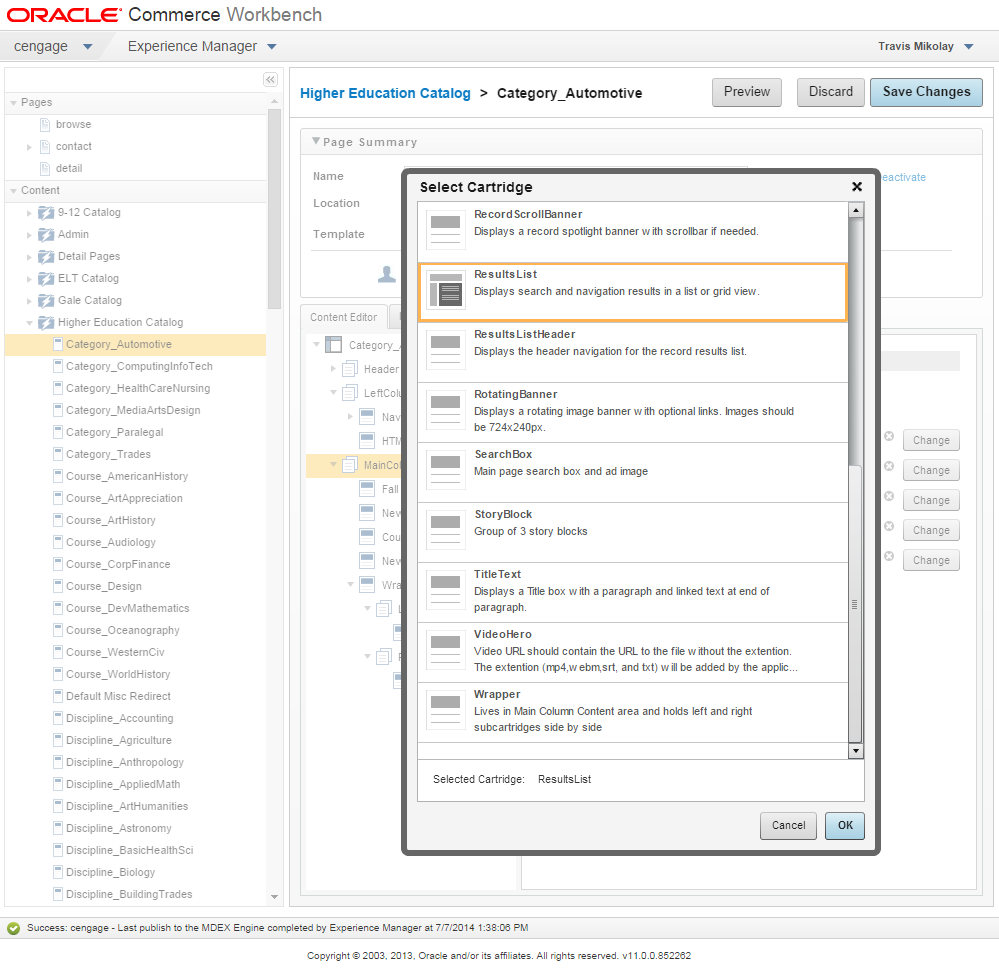 ORACLE Commerce Workbench
cengage
Experience Manager
Travis Mikolay
Pages
browse
contact
detail
Content
9-12 Catalog
Admin
Detail Pages
ELT Catalog
Gale Catalog
Higher Education Catalog
Category_Automotive
Category_ComputingInfoTech
Category_HealthCareNursing
Category_MediaArtsDesign
Category_Paralegal
Category_Trades
Course_AmericanHistory
Course_ArtAppreciation
Course_ArtHistory
Course_Audiology
Course_CorpFinance
Course_Design
Course_DevMathematics
Course_Oceanography
Course_WesternCiv
Course_WorldHistory
Default Misc Redirect
Discipline_Accounting
Discipline_Agriculture
Discipline_Anthropology
Discipline_AppliedMath
Discipline_ArtHumanities
Discipline_Astronomy
Discipline_BasicHealthSci
Discipline_Biology
Discipline_BuildingTrades
Higher Education Catalog > Category_Automotive
Preview
Discard
Save Changes
Page Summary
Name
eactivate
Location
Template
Content Editor
Category_
Header
LeftColu
Nav
HTM
MainCol
Fall
New
Cou
New
Wra
Change
Change
Change
Change
Change
Select Cartridge
RecordScrollBanner
Displays a record spotlight banner with scrollbar if needed.
ResultsList
Displays search and navigation results in a list or grid view.
ResultsListHeader
Displays the header navigation for the record results list.
RotatingBanner
Displays a rotating image banner with optional links. Images should
be 724x240px.
SearchBox
Main page search box and ad image
StoryBlock
Group of 3 story blocks
TitleText
Displays a Title box with a paragraph and linked text at end of
paragraph.
VideoHero
Video URL should contain the URL to the file without the extention.
The extention (mp4,webm,srt, and txt) will be added by the applic...
Wrapper
Lives in Main Column Content area and holds left and right
subcartridges side by side
Selected Cartridge: ResultsList
Cancel
OK
Success: cengage - Last publish to the MDEX Engine completed by Experience Manager at 7/7/2014 1:38:06 PM
Copyright © 2003, 2013, Oracle and/or its affiliates. All rights reserved. v11.0.0.852262